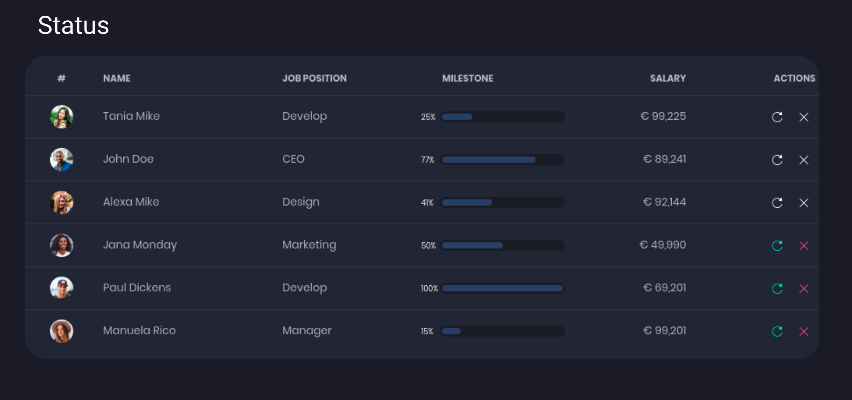 Status
# NAME JOB POSITION MILESTONE SALARY ACTIONS
Tania Mike Develop 25% € 99,225
John Doe CEO 77% € 89,241
Alexa Mike Design 41% € 92,144
Jana Monday Marketing 50% € 49,990
Paul Dickens Develop 100% € 69,201
Manuela Rico Manager 15% € 99,201